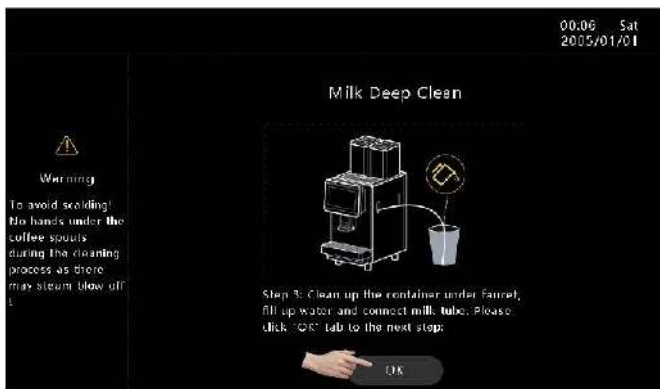 00:06 Sat
2005/01/01
Milk Deep Clean
Warning
To avoid scalding!
No hands under the
coffee spouts
during the cleaning
process as there
may steam blow off
!
Step 3: Clean up the container under faucet,
fill up water and connect milk tube. Please
click "OK" tab to the next step:
OK